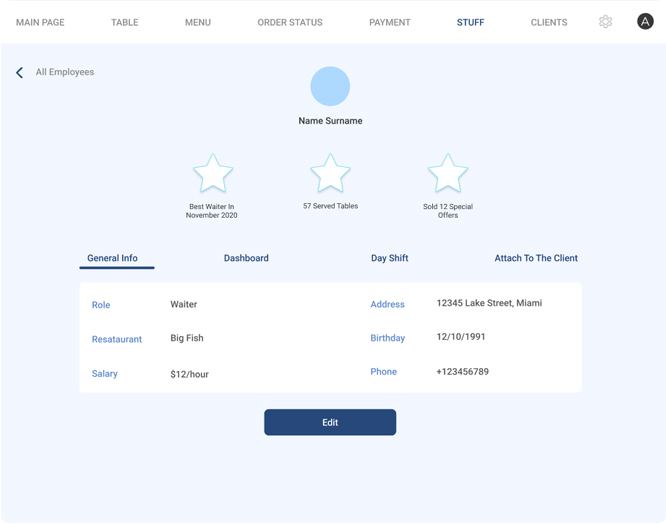 MAIN PAGE TABLE MENU ORDER STATUS PAYMENT STUFF CLIENTS A
All Employees
Name Surname
Best Waiter In
November 2020
57 Served Tables
Sold 12 Special
Offers
General Info Dashboard Day Shift Attach To The Client
Role Waiter Address 12345 Lake Street, Miami
Resataurant Big Fish Birthday 12/10/1991
Salary $12/hour Phone +123456789
Edit